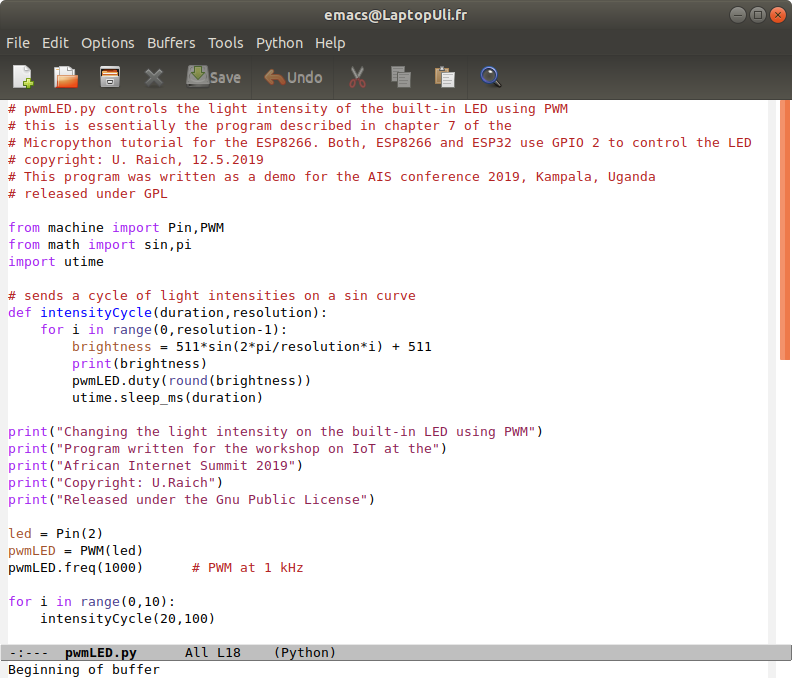 emacs@LaptopUli.fr
File Edit Options Buffers Tools Python Help
Save Undo
# pwmLED.py controls the light intensity of the built-in LED using PWM
# this is essentially the program described in chapter 7 of the
# Micropython tutorial for the ESP8266. Both, ESP8266 and ESP32 use GPIO 2 to control the LED
# copyright: U. Raich, 12.5.2019
# This program was written as a demo for the AIS conference 2019, Kampala, Uganda
# released under GPL

from machine import Pin,PWM
from math import sin,pi
import utime

# sends a cycle of light intensities on a sin curve
def intensityCycle(duration,resolution):
    for i in range(0,resolution-1):
        brightness = 511*sin(2*pi/resolution*i) + 511
        print(brightness)
        pwmLED.duty(round(brightness))
        utime.sleep_ms(duration)

print("Changing the light intensity on the built-in LED using PWM")
print("Program written for the workshop on IoT at the")
print("African Internet Summit 2019")
print("Copyright: U.Raich")
print("Released under the Gnu Public License")

led = Pin(2)
pwmLED = PWM(led)
pwmLED.freq(1000)      # PWM at 1 kHz

for i in range(0,10):
    intensityCycle(20,100)

-:---  pwmLED.py      All L18    (Python)
Beginning of buffer